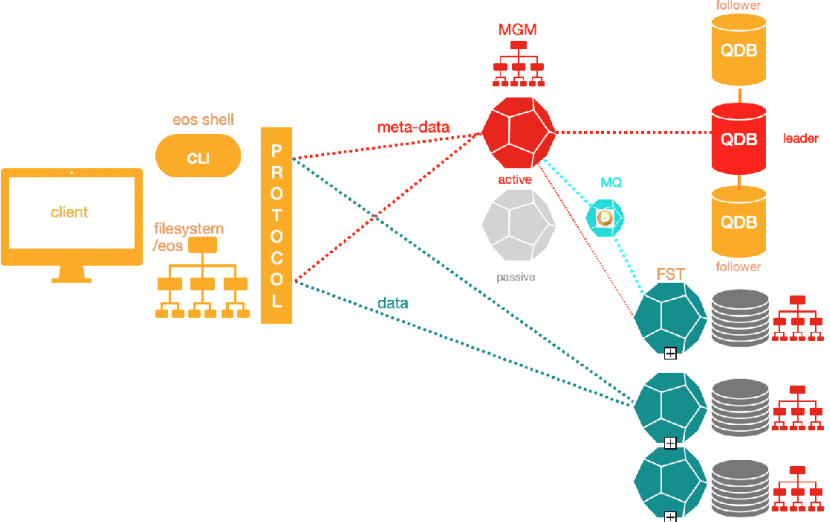 follower
QDB
MGM
eos shell
CLI
PROTOCOL
meta-data
QDB
leader
client
active
MQ
filesystem
/eos
QDB
passive
follower
FST
data